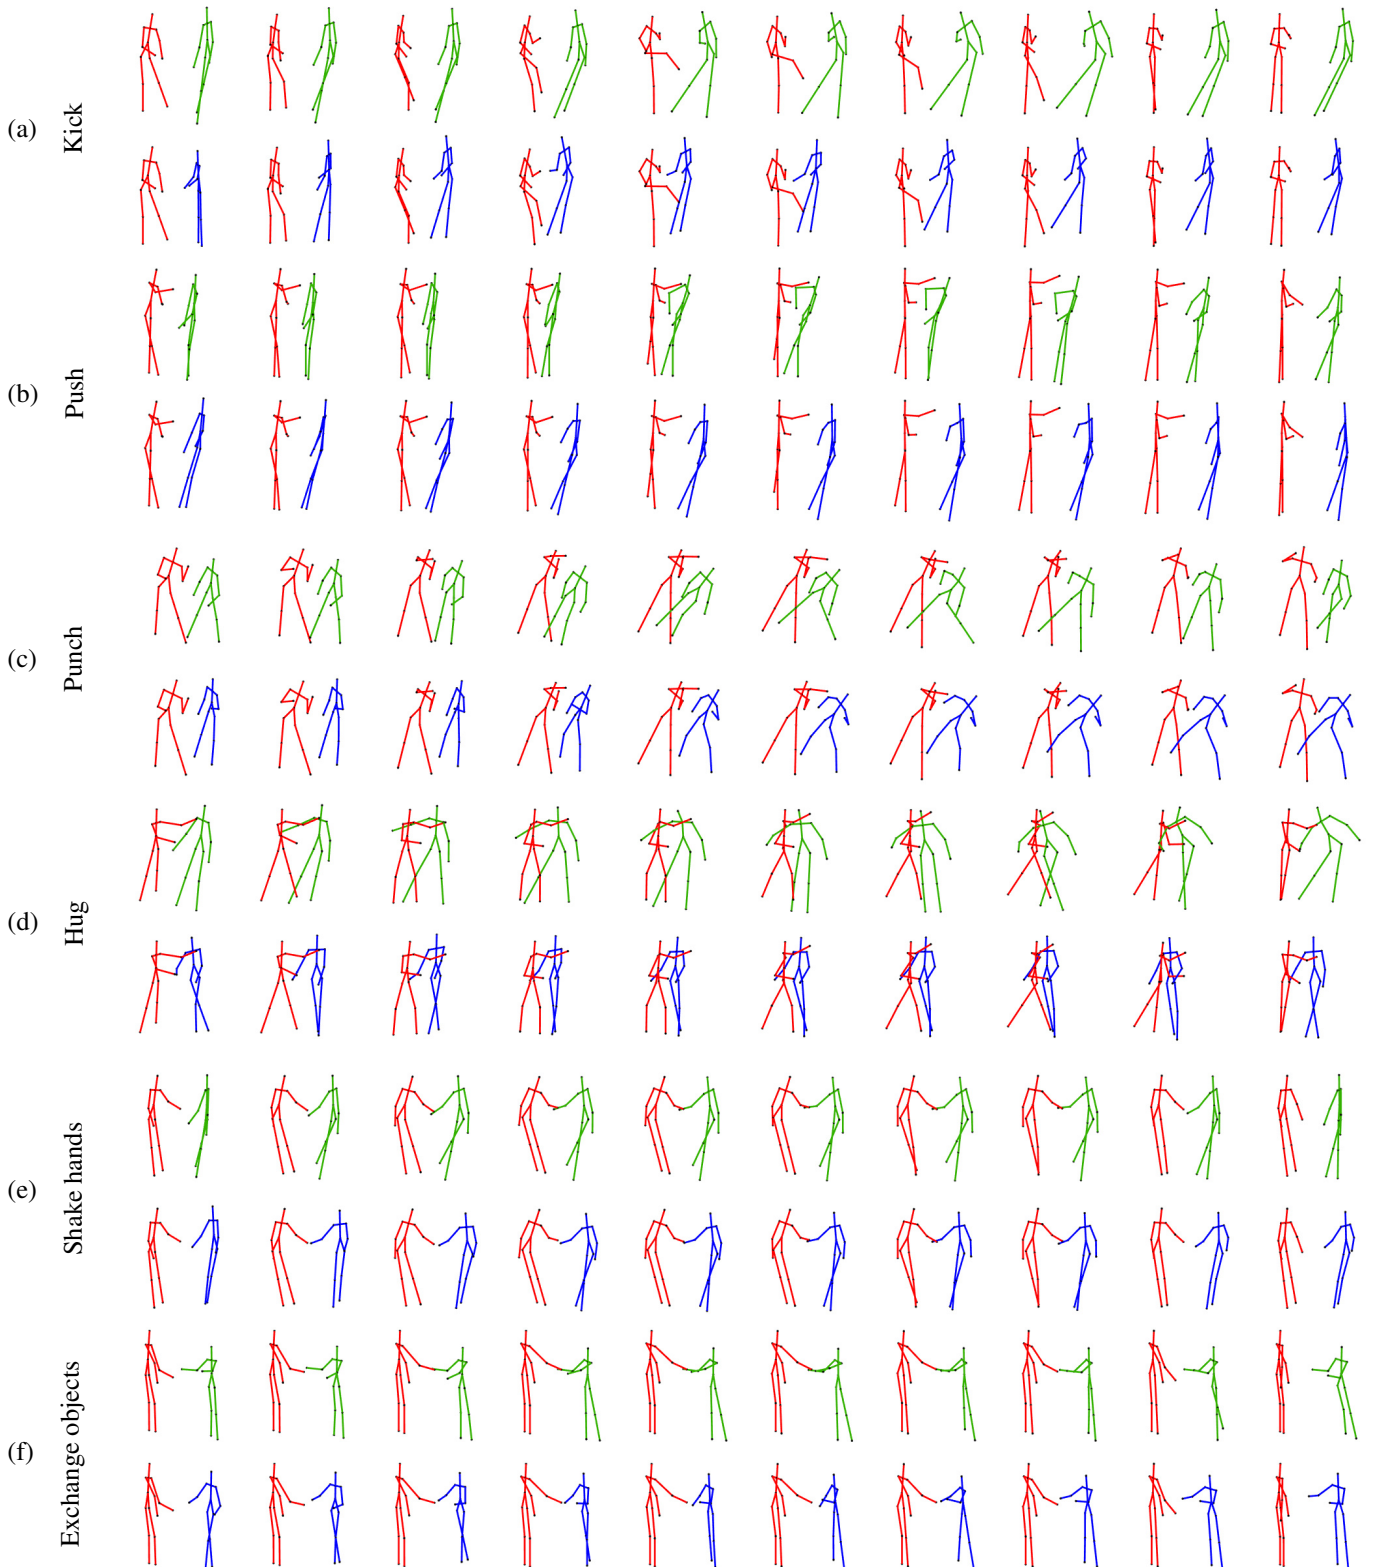 (a) Kick
(b) Push
(c) Punch
(d) Hug
(e) Shake hands
(f) Exchange objects